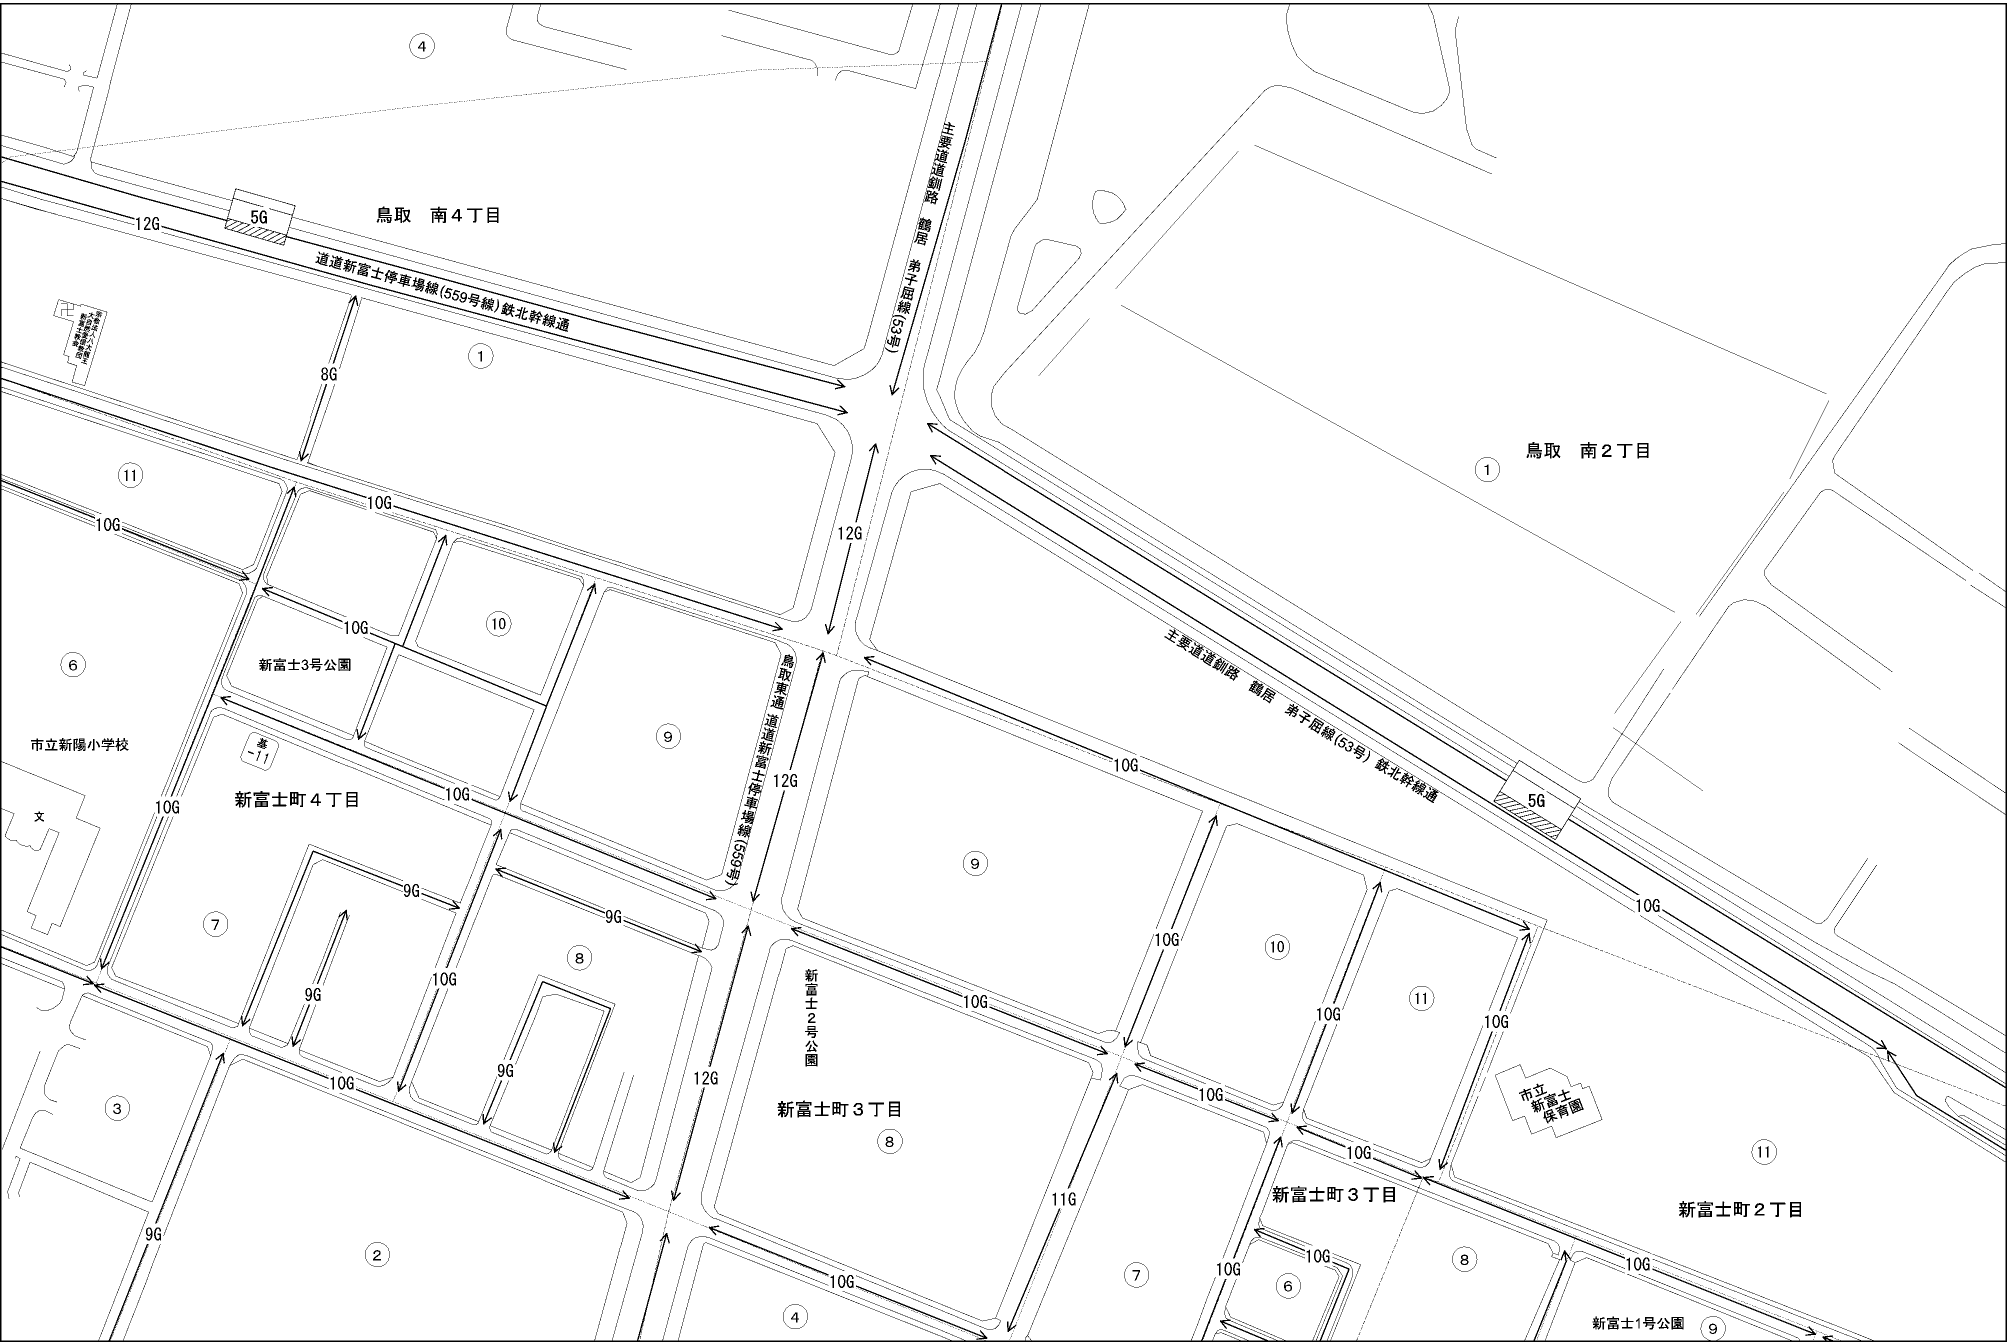 4
主要道道釧路　鶴居　弟子屈線(53号)
鳥取　南4丁目
5G
12G
道道新富士停車場線(559号線)鉄北幹線通
8G
1
鳥取　南2丁目
1
11
10G
10G
12G
10G
10
新富士3号公園
6
市立新陽小学校
鳥取東通 道道新富士停車場線(559号)
9
主要道道釧路　鶴居　弟子屈線(53号) 鉄北幹線通
基
-11
10G
新富士町4丁目
10G
文
12G
10G
5G
9
9G
9G
7
8
10G
10
10G
10G
9G
新富士2号公園
10G
11
10G
10G
9G
10G
12G
10G
市立
新富士
保育園
3
新富士町3丁目
8
10G
11
11G
新富士町3丁目
新富士町2丁目
9G
2
10G
4
7
10G
10G
6
8
10G
新富士1号公園
9